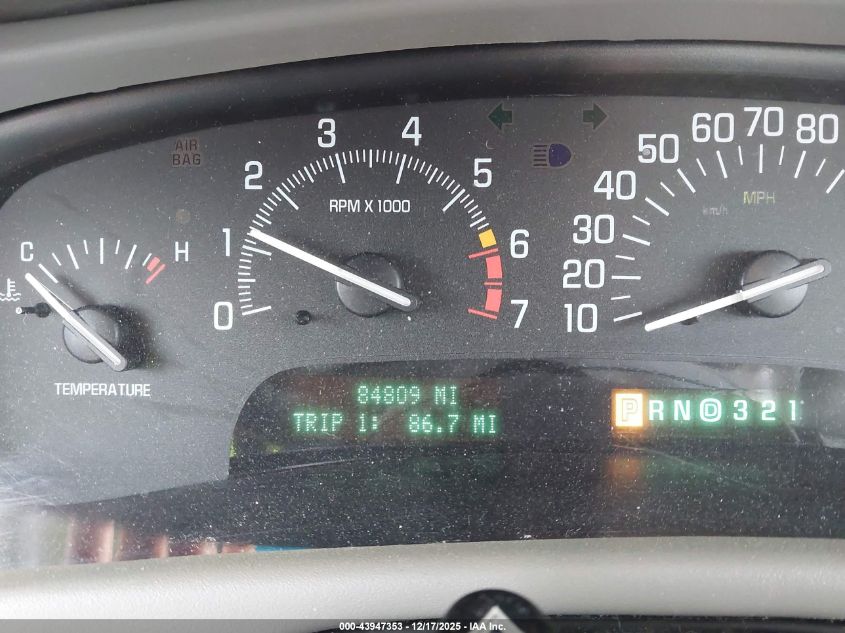 AIR
BAG
C
H
TEMPERATURE
0
1
2
3
4
5
6
7
RPM X 1000
10
20
30
40
50
60
70
80
km/h
MPH
84809 MI
TRIP 1: 86.7 MI
P R N D 3 2 1
000-43947353 – 12/17/2025 – IAA Inc.